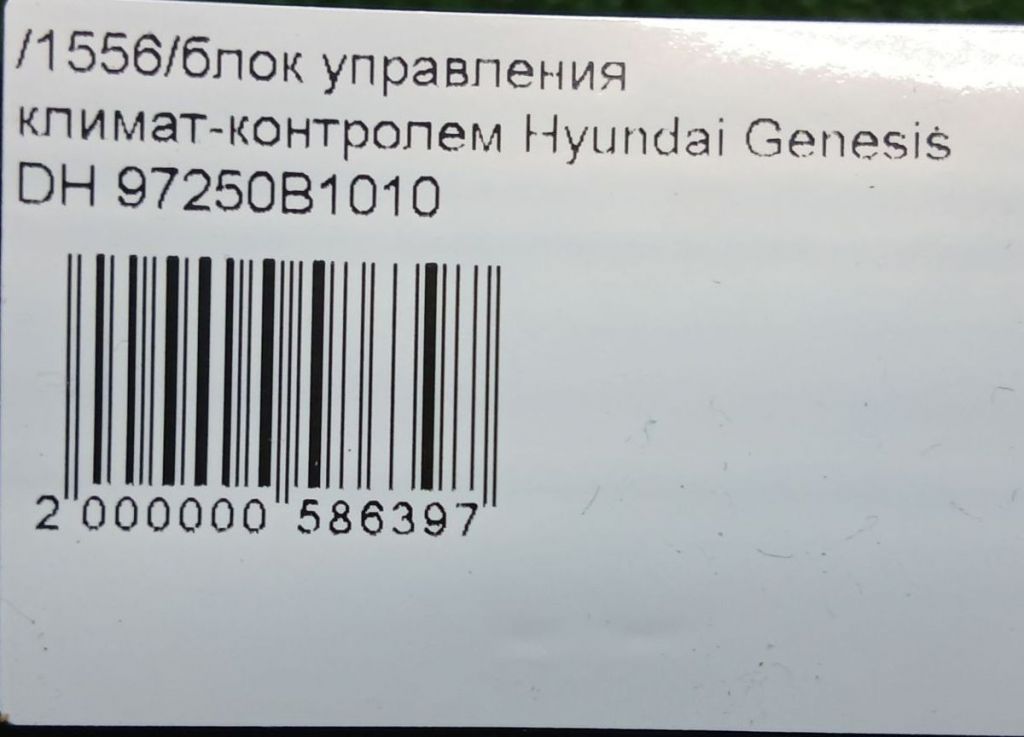 /1556/блок управления
климат-контролем Hyundai Genesis
DH 97250B1010
2 000000 586397